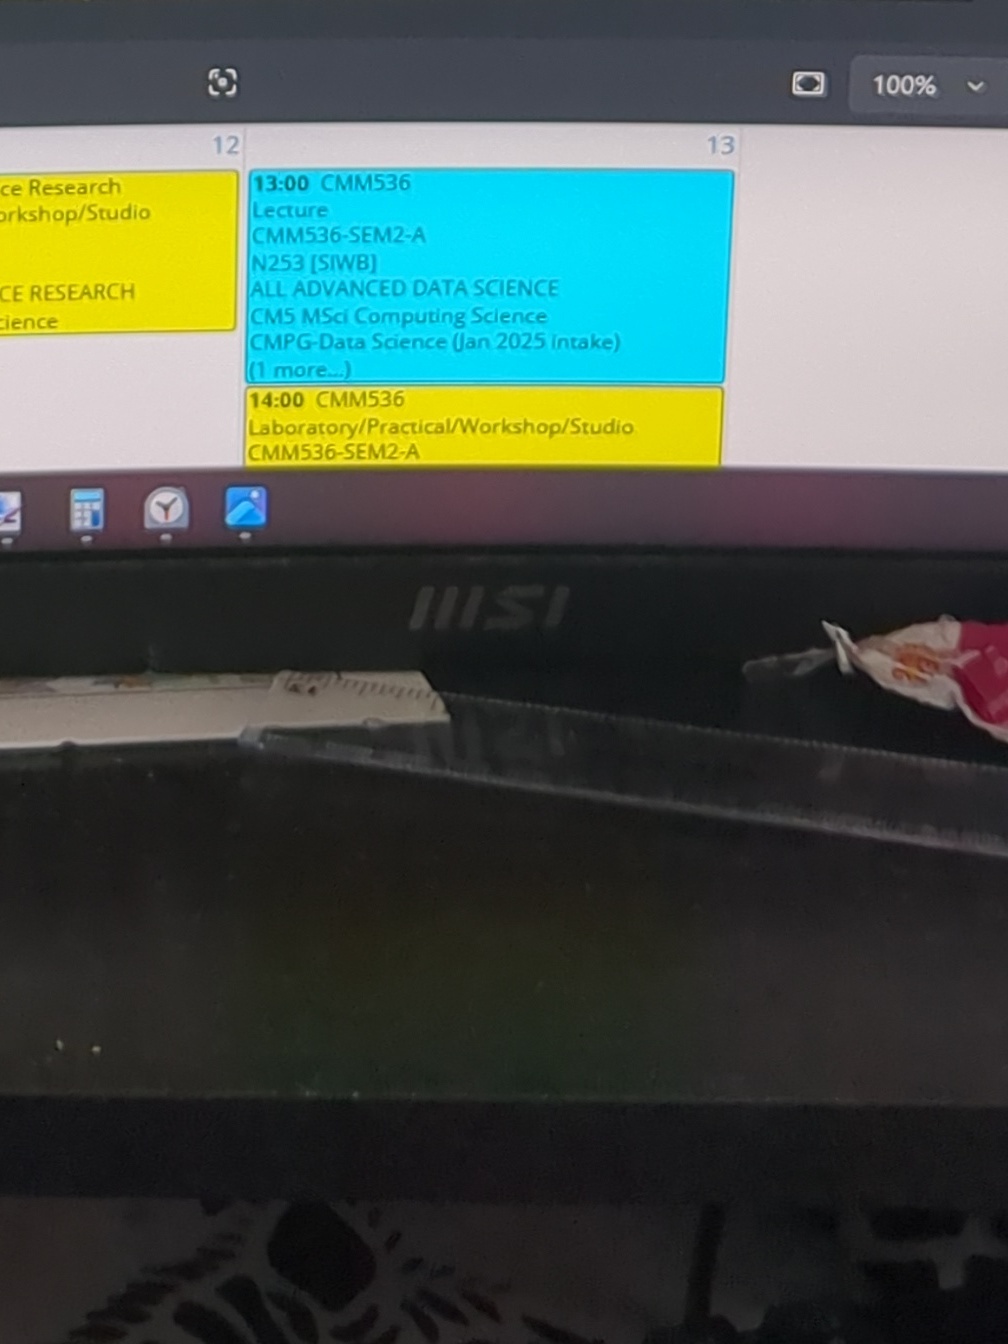 100%
12
13
ce Research
orkshop/Studio
CE RESEARCH
cience
13:00 CMM536
Lecture
CMM536-SEM2-A
N253 [SIWB]
ALL ADVANCED DATA SCIENCE
CM5 MSci Computing Science
CMPG-Data Science (Jan 2025 intake)
(1 more...)
14:00 CMM536
Laboratory/Practical/Workshop/Studio
CMM536-SEM2-A
MSI